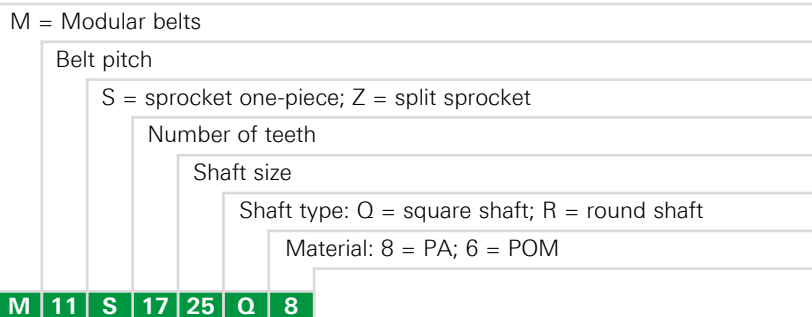 M = Modular belts
Belt pitch
S = sprocket one-piece; Z = split sprocket
Number of teeth
Shaft size
Shaft type: Q = square shaft; R = round shaft
Material: 8 = PA; 6 = POM
M 11 S 17 25 Q 8